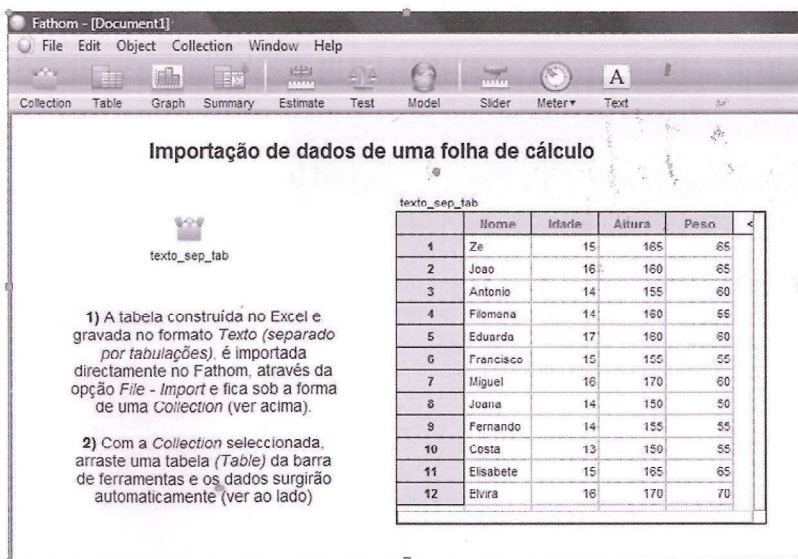 Fathom - [Document1]
File Edit Object Collection Window Help
Collection Table Graph Summary Estimate Test Model Slider Meter▾ A Text
Importação de dados de uma folha de cálculo
texto_sep_tab
1) A tabela construída no Excel e
gravada no formato Texto (separado
por tabulações), é importada
directamente no Fathom, através da
opção File - Import e fica sob a forma
de uma Collection (ver acima).
2) Com a Collection seleccionada,
arraste uma tabela (Table) da barra
de ferramentas e os dados surgirão
automaticamente (ver ao lado)
texto_sep_tab
Nome Idade Altura Peso <
1 Ze 15 165 65
2 Joao 16 160 65
3 Antonio 14 155 60
4 Filomena 14 160 55
5 Eduarda 17 160 60
6 Francisco 15 155 55
7 Miguel 16 170 60
8 Joana 14 150 50
9 Fernando 14 155 55
10 Costa 13 150 55
11 Elisabete 15 165 65
12 Elvira 16 170 70